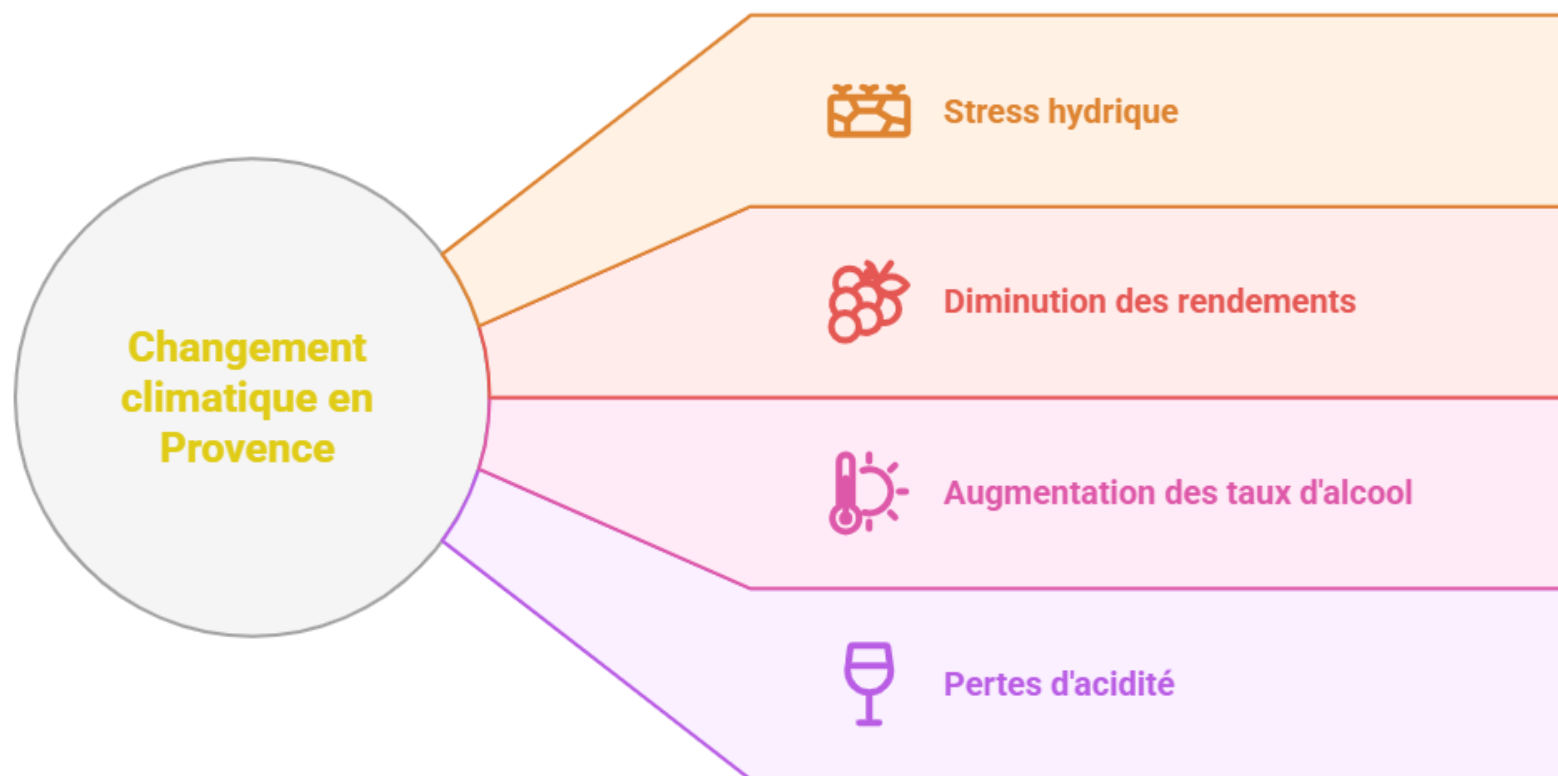 Changement
climatique en
Provence
Stress hydrique
Diminution des rendements
Augmentation des taux d'alcool
Pertes d'acidité